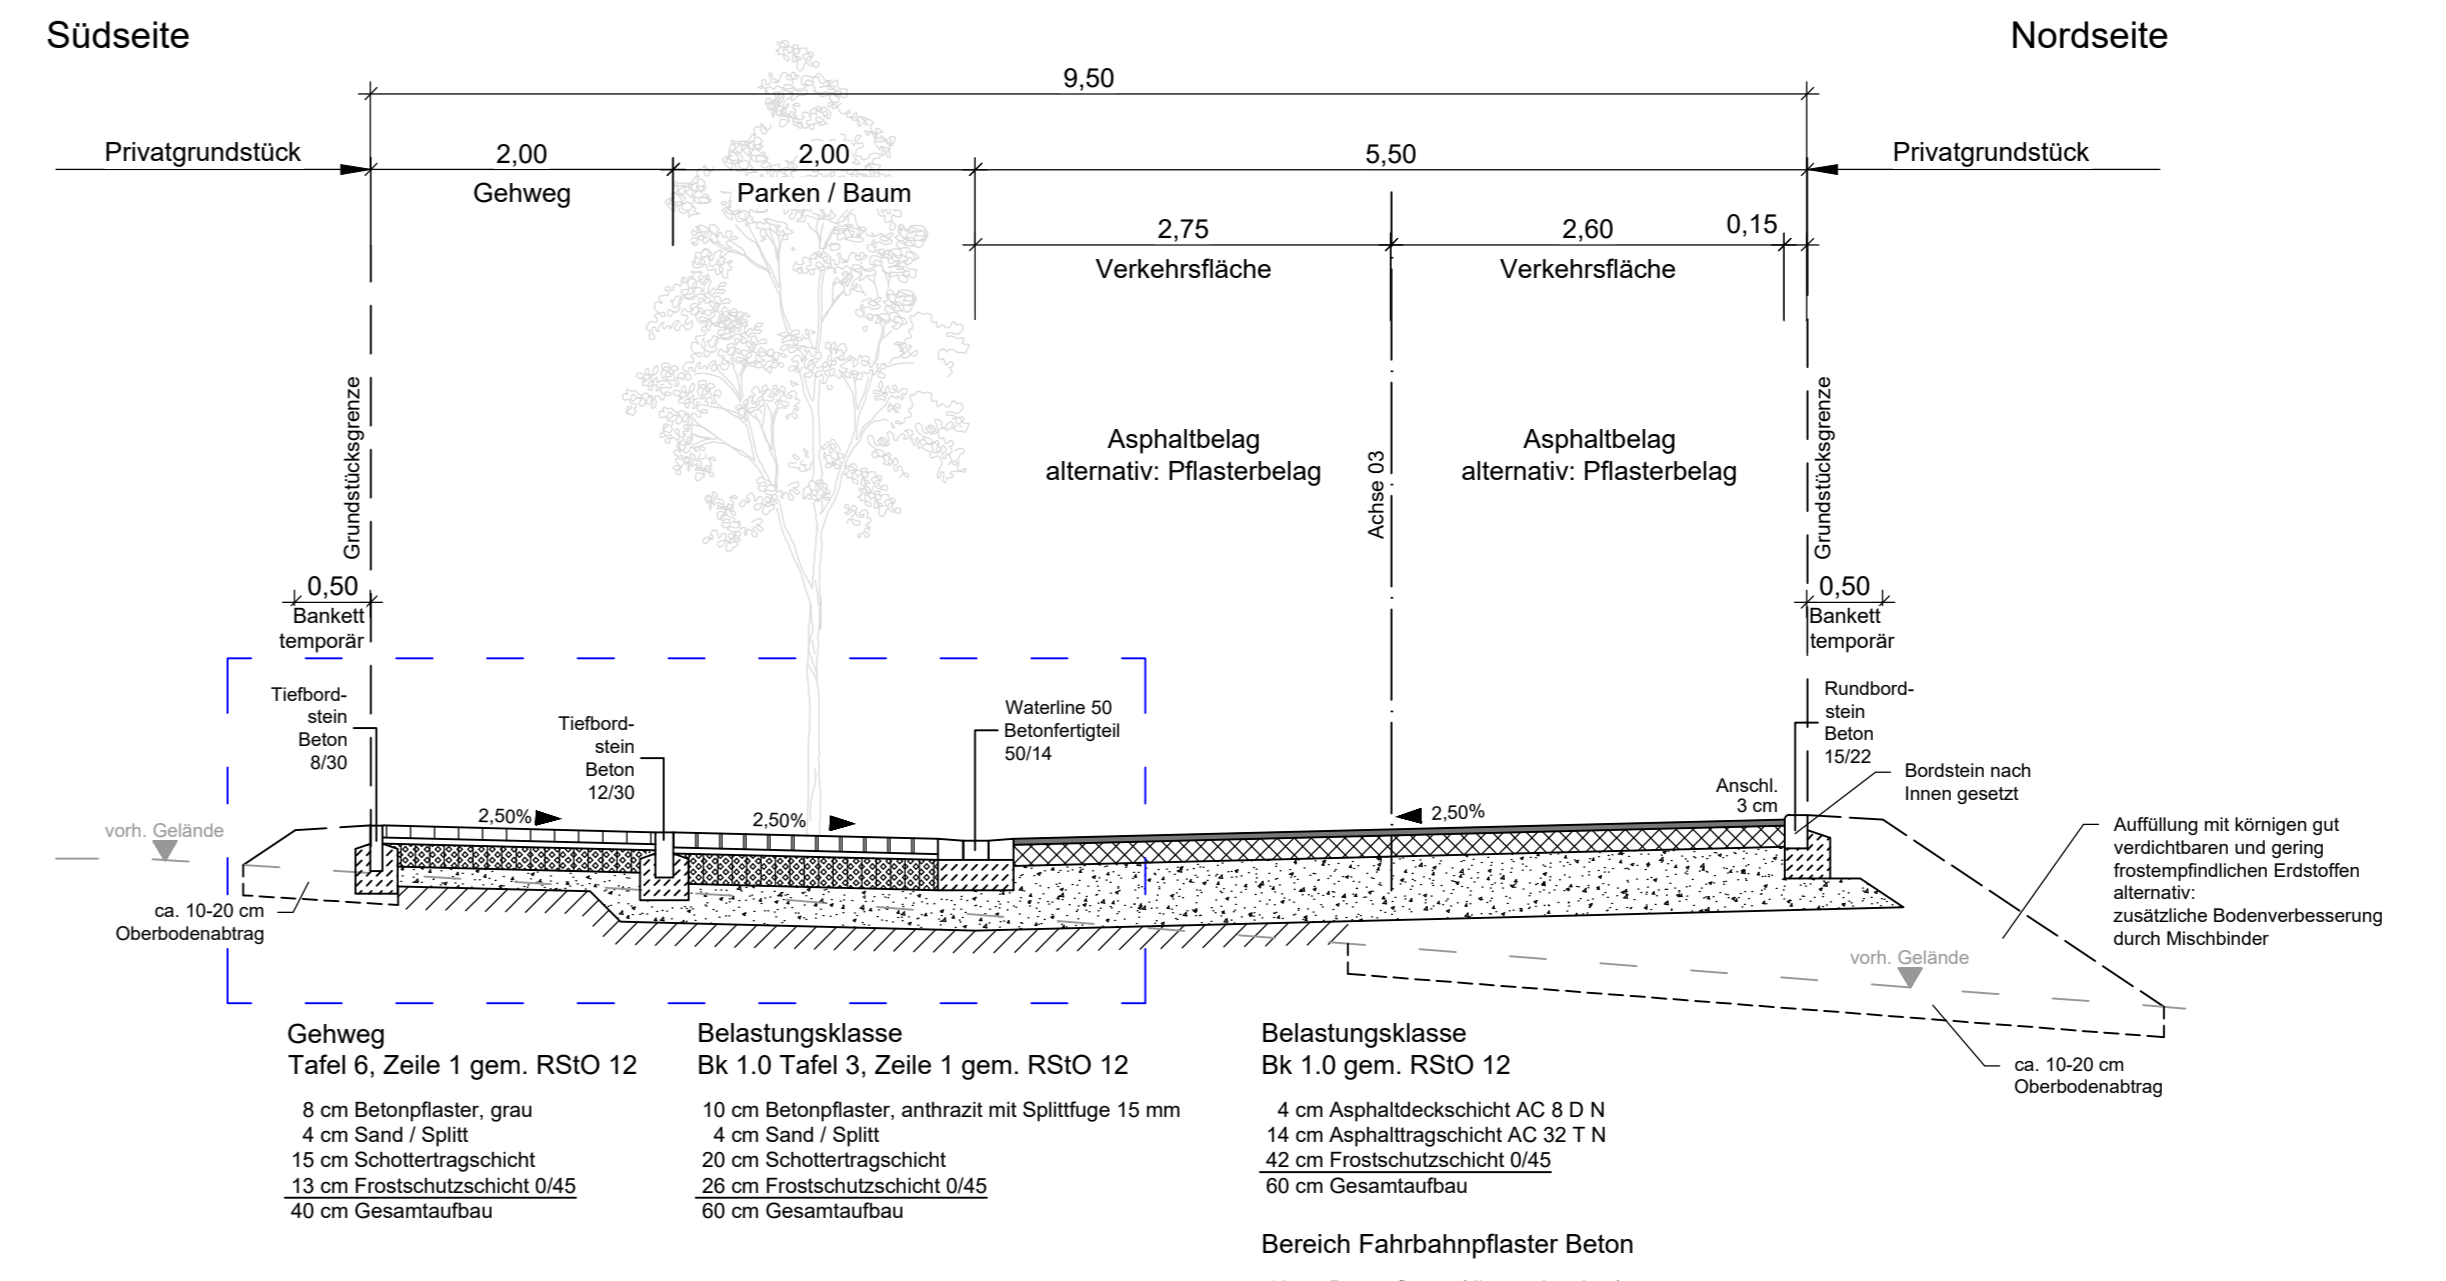 Südseite
Nordseite
9,50
Privatgrundstück
2,00
2,00
5,50
Privatgrundstück
Gehweg
Parken / Baum
2,75
2,60
0,15
Verkehrsfläche
Verkehrsfläche
Grundstücksgrenze
Asphaltbelag
alternativ: Pflasterbelag
Achse 03
Asphaltbelag
alternativ: Pflasterbelag
Grundstücksgrenze
0,50
Bankett
temporär
0,50
Bankett
temporär
Tiefbord-
stein
Beton
8/30
Tiefbord-
stein
Beton
12/30
Waterline 50
Betonfertigteil
50/14
Rundbord-
stein
Beton
15/22
Bordstein nach
Innen gesetzt
Anschl.
3 cm
2,50%
2,50%
2,50%
vorh. Gelände
ca. 10-20 cm
Oberbodenabtrag
Auffüllung mit körnigen gut
verdichtbaren und gering
frostempfindlichen Erdstoffen
alternativ:
zusätzliche Bodenverbesserung
durch Mischbinder
vorh. Gelände
ca. 10-20 cm
Oberbodenabtrag
Gehweg
Tafel 6, Zeile 1 gem. RStO 12
8 cm Betonpflaster, grau
4 cm Sand / Splitt
15 cm Schottertragschicht
13 cm Frostschutzschicht 0/45
40 cm Gesamtaufbau
Belastungsklasse
Bk 1.0 Tafel 3, Zeile 1 gem. RStO 12
10 cm Betonpflaster, anthrazit mit Splittfuge 15 mm
4 cm Sand / Splitt
20 cm Schottertragschicht
26 cm Frostschutzschicht 0/45
60 cm Gesamtaufbau
Belastungsklasse
Bk 1.0 gem. RStO 12
4 cm Asphaltdeckschicht AC 8 D N
14 cm Asphalttragschicht AC 32 T N
42 cm Frostschutzschicht 0/45
60 cm Gesamtaufbau
Bereich Fahrbahnpflaster Beton